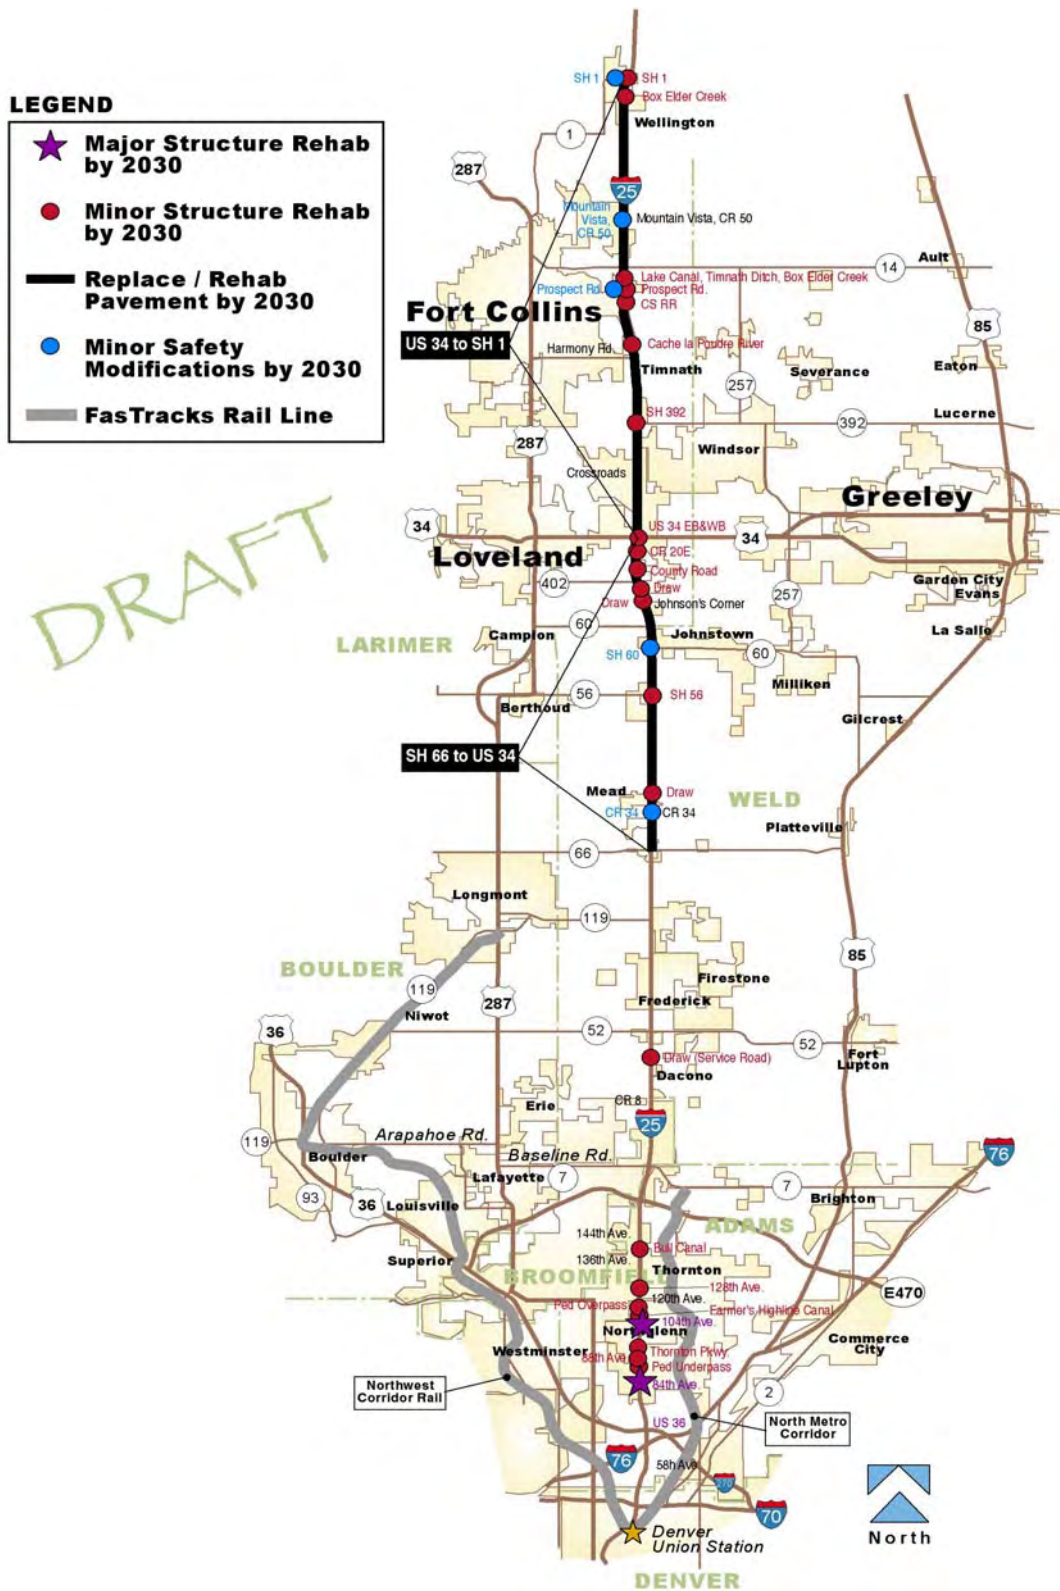 LEGEND
Major Structure Rehab
by 2030
Minor Structure Rehab
by 2030
Replace / Rehab
Pavement by 2030
Minor Safety
Modifications by 2030
FasTracks Rail Line
DRAFT
SH 1
SH 1
Box Elder Creek
Wellington
1
287
25
Mountain
Vista,
CR 50
Mountain Vista, CR 50
Ault
14
Lake Canal, Timnath Ditch, Box Elder Creek
Prospect Rd.
Prospect Rd.
CS RR
Fort Collins
85
US 34 to SH 1
Harmony Rd.
Cache la Poudre River
Timnath
Severance
Eaton
257
SH 392
392
Lucerne
287
Windsor
Crossroads
Greeley
34
US 34 EB&WB
34
Loveland
CR 20E
County Road
402
Draw
Draw
Johnson's Corner
257
Garden City
Evans
La Salle
60
Campion
Johnstown
LARIMER
SH 60
60
Milliken
56
SH 56
Berthoud
Gilcrest
SH 66 to US 34
Mead
Draw
WELD
CR 34
CR 34
Platteville
66
Longmont
119
85
BOULDER
Firestone
119
Frederick
287
Niwot
36
52
52
Fort
Lupton
Draw (Service Road)
Dacono
Erie
CR 8
25
Arapahoe Rd.
119
Boulder
Baseline Rd.
76
Lafayette
7
7
93
36
Louisville
Brighton
ADAMS
144th Ave.
Bull Canal
136th Ave.
Superior
Thornton
BROOMFIELD
128th Ave.
E470
120th Ave.
Ped Overpass
Farmer's Highline Canal
104th Ave.
Northglenn
Commerce
City
Westminster
Thornton Pkwy.
88th Ave.
Ped Underpass
84th Ave.
Northwest
Corridor Rail
2
US 36
North Metro
Corridor
76
58h Ave.
270
70
North
Denver
Union Station
DENVER